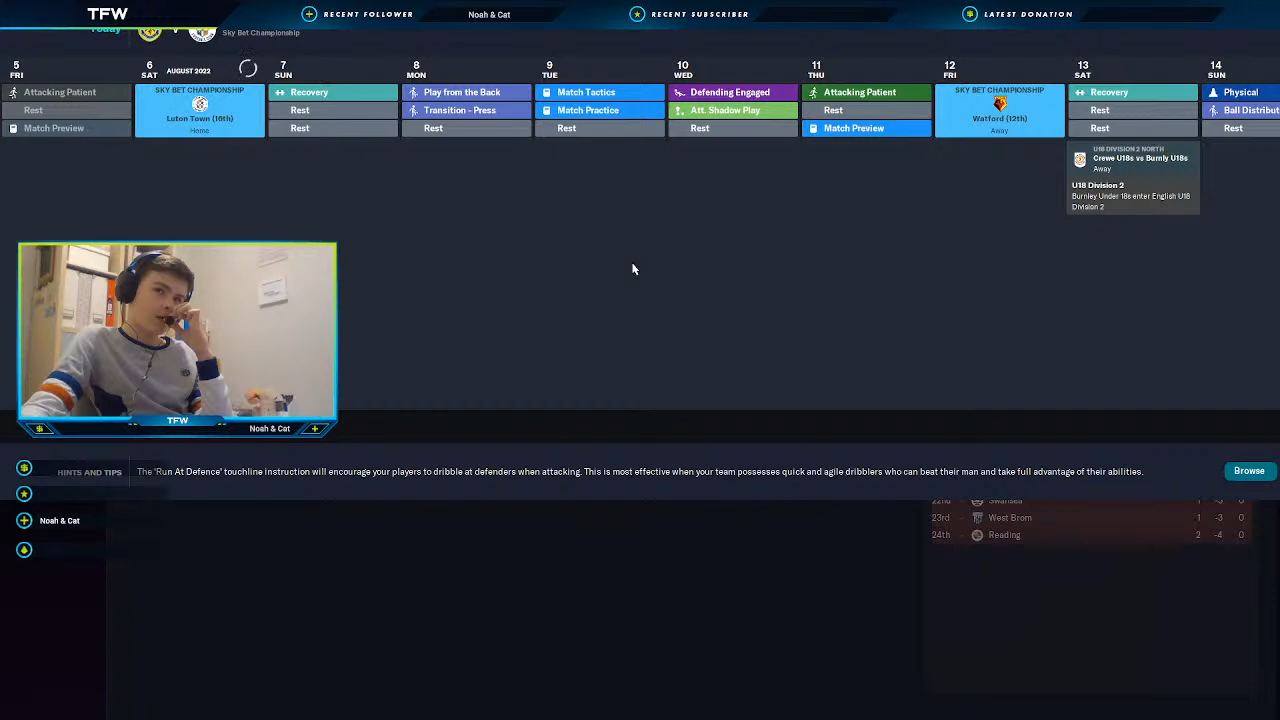 TFW
RECENT FOLLOWER
Noah & Cat
RECENT SUBSCRIBER
LATEST DONATION
Today
v
Sky Bet Championship
5
FRI
6
SAT
AUGUST 2022
7
SUN
8
MON
9
TUE
10
WED
11
THU
12
FRI
13
SAT
14
SUN
Attacking Patient
Rest
Match Preview
SKY BET CHAMPIONSHIP
Luton Town (16th)
Home
Recovery
Rest
Rest
Play from the Back
Transition - Press
Rest
Match Tactics
Match Practice
Rest
Defending Engaged
Att. Shadow Play
Rest
Attacking Patient
Rest
Match Preview
SKY BET CHAMPIONSHIP
Watford (12th)
Away
Recovery
Rest
Rest
Physical
Ball Distribut
Rest
U18 DIVISION 2 NORTH
Crewe U18s vs Burnly U18s
Away
U18 Division 2
Burnley Under 18s enter English U18
Division 2
TFW
Noah & Cat
HINTS AND TIPS
The 'Run At Defence' touchline instruction will encourage your players to dribble at defenders when attacking. This is most effective when your team possesses quick and agile dribblers who can beat their man and take full advantage of their abilities.
Browse
22nd Swansea 1 -3 0
23rd - West Brom 1 -3 0
24th - Reading 2 -4 0
Noah & Cat